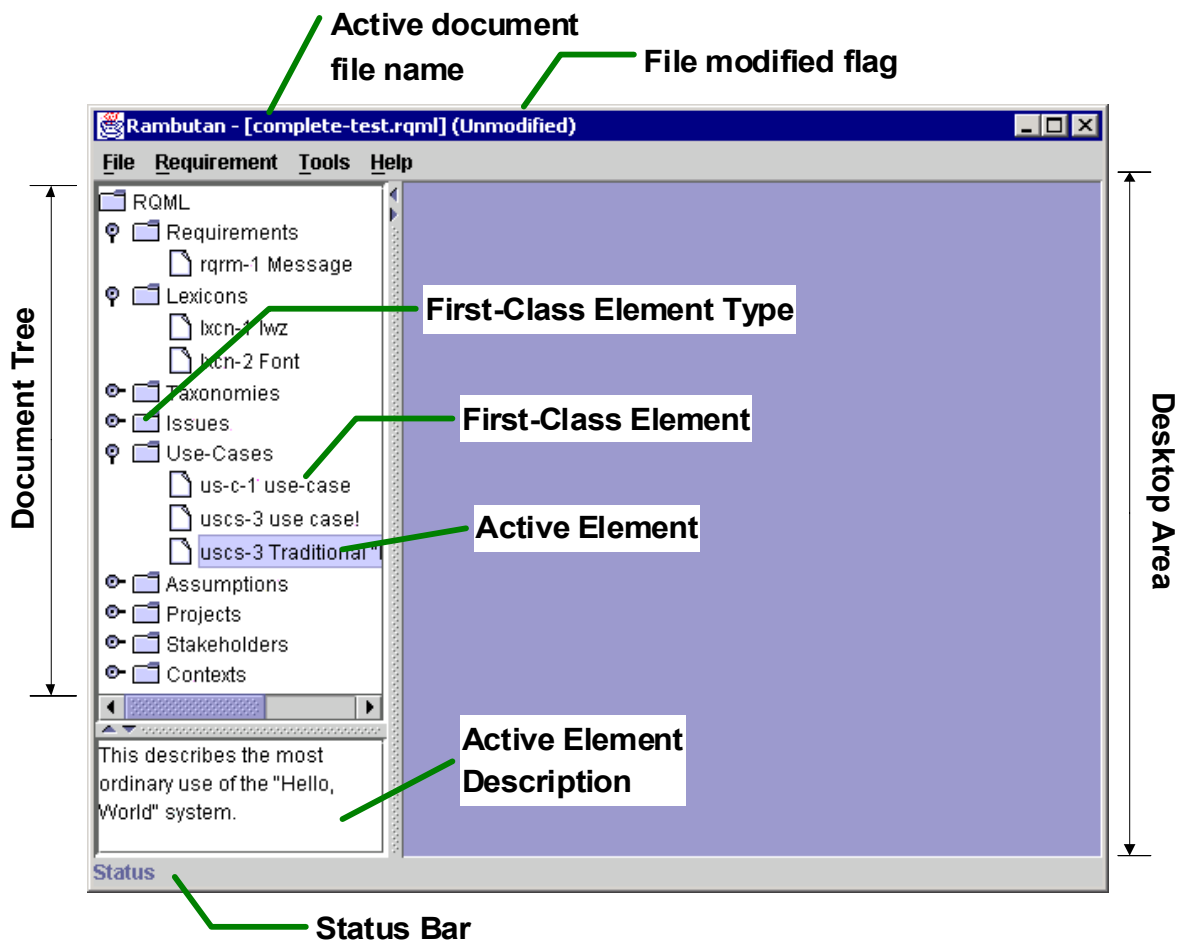 Active document
file name
File modified flag
Rambutan - [complete-test.rqml] (Unmodified)
File Requirement Tools Help
RQML
Requirements
rqrm-1 Message
Lexicons
lxcn-1 lwz
lxcn-2 Font
Taxonomies
Issues
Use-Cases
us-c-1 use-case
uscs-3 use case!
uscs-3 Traditional "
Assumptions
Projects
Stakeholders
Contexts
This describes the most
ordinary use of the "Hello,
World" system.
Status
Document Tree
First-Class Element Type
First-Class Element
Active Element
Active Element
Description
Desktop Area
Status Bar